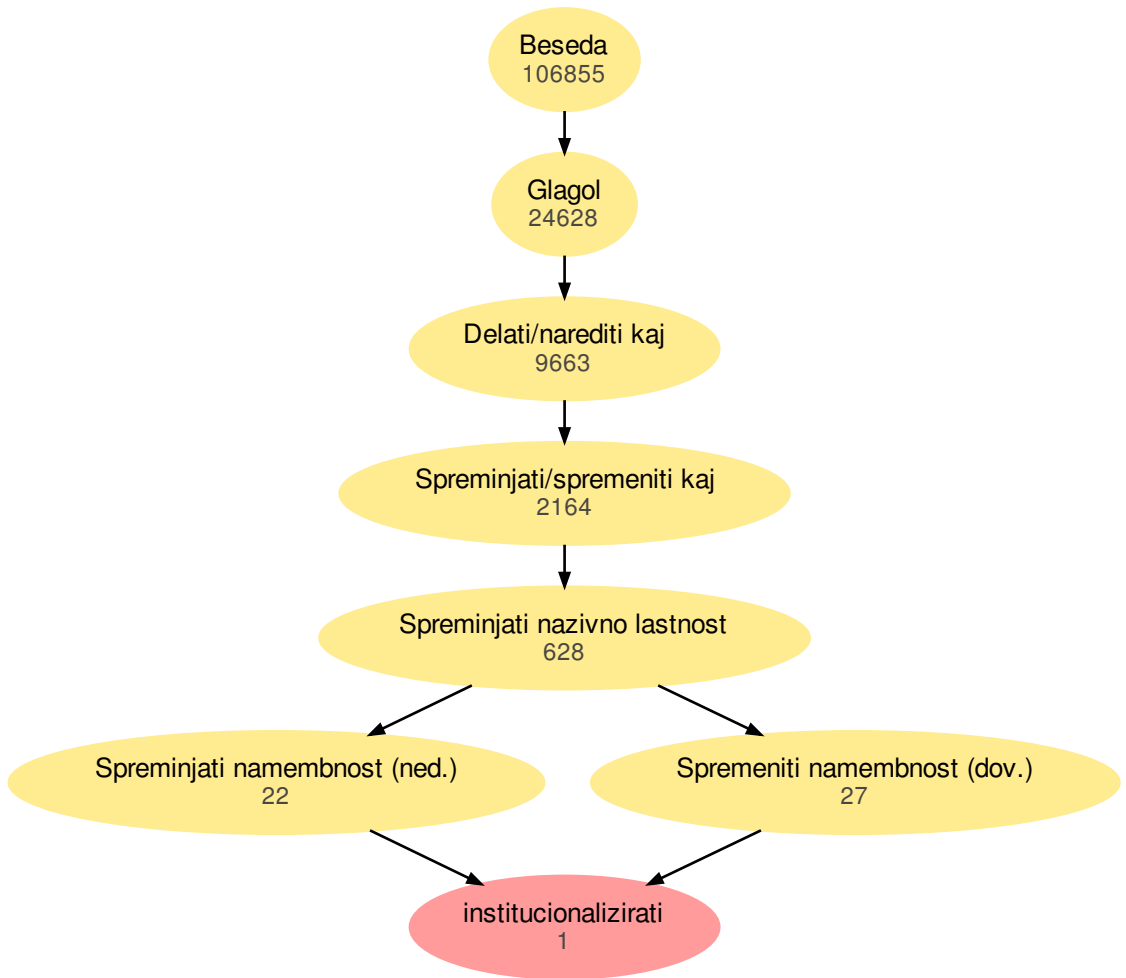 Beseda
106855
Glagol
24628
Delati/narediti kaj
9663
Spreminjati/spremeniti kaj
2164
Spreminjati nazivno lastnost
628
Spreminjati namembnost (ned.)
22
Spremeniti namembnost (dov.)
27
institucionalizirati
1